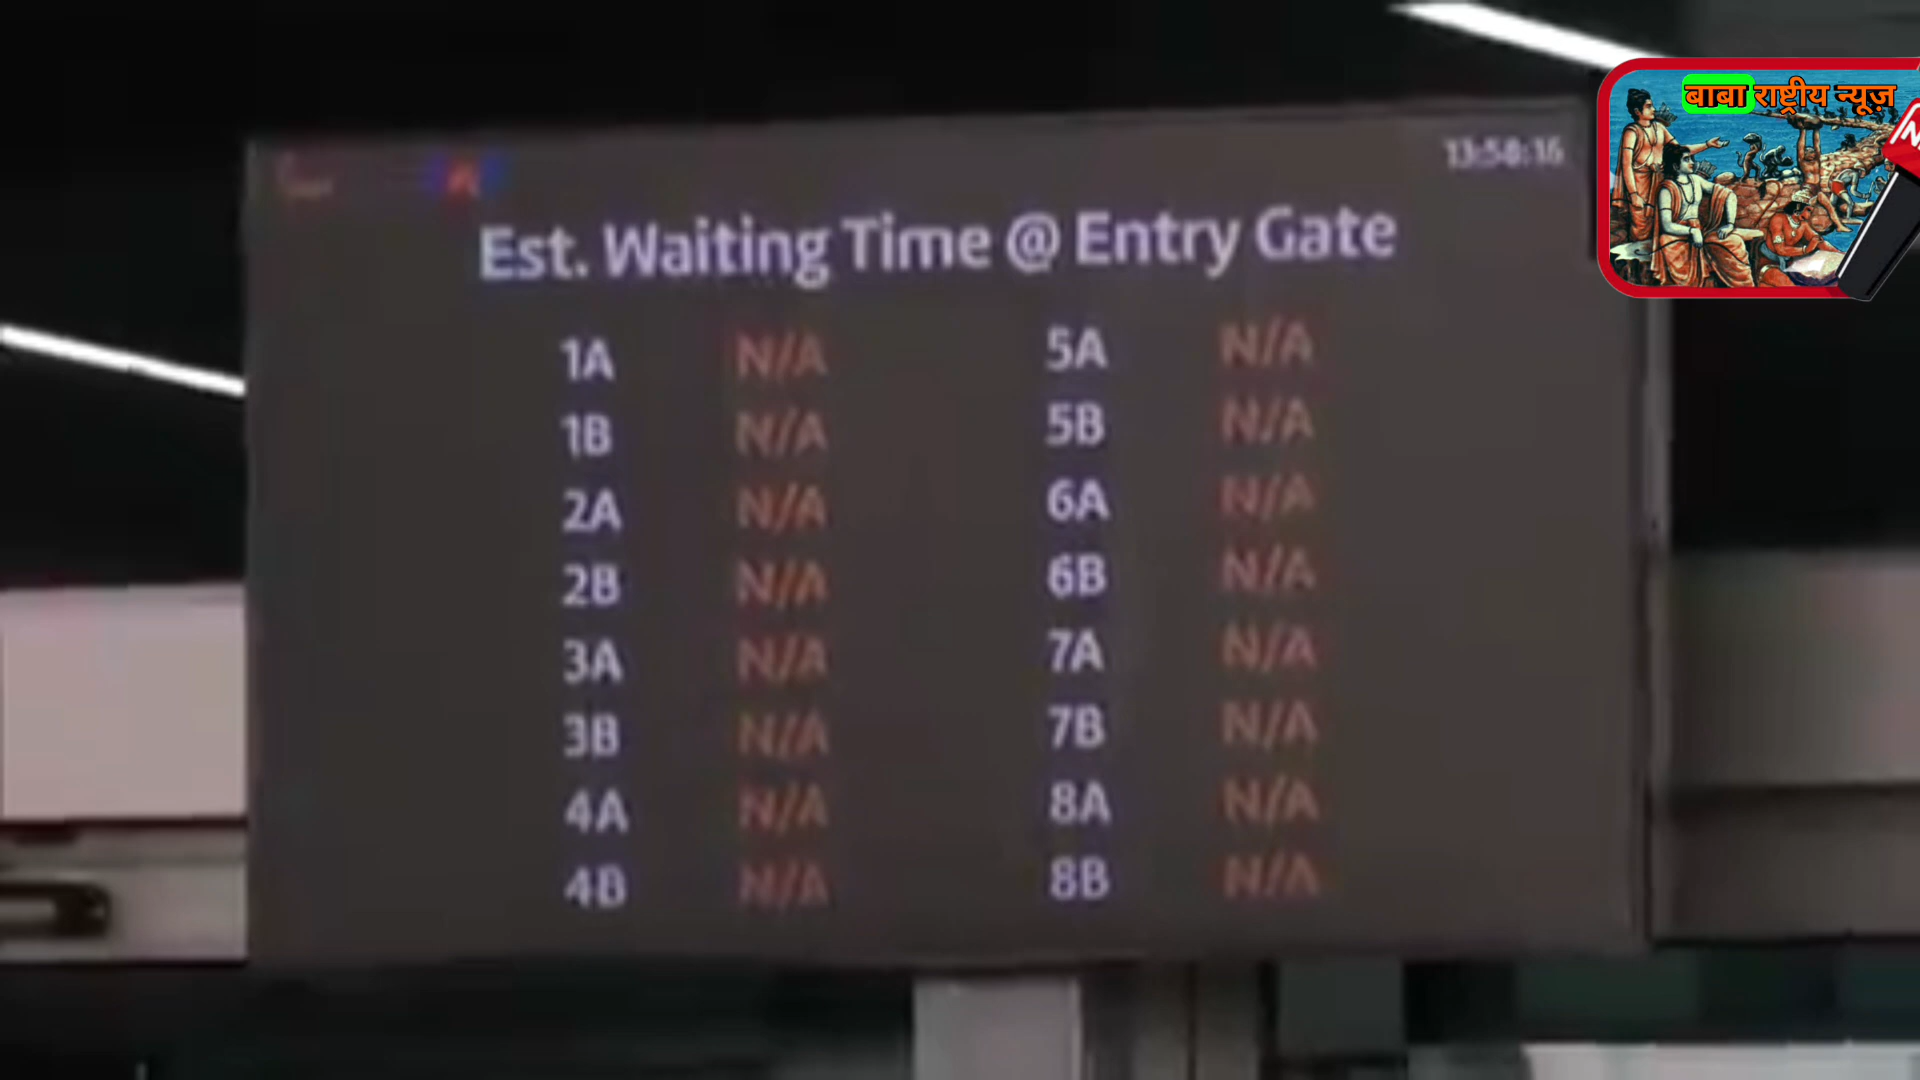 बाबा राष्ट्रीय न्यूज़
13:58:16
Est. Waiting Time @ Entry Gate
1A N/A 5A N/A
1B N/A 5B N/A
2A N/A 6A N/A
2B N/A 6B N/A
3A N/A 7A N/A
3B N/A 7B N/A
4A N/A 8A N/A
4B N/A 8B N/A